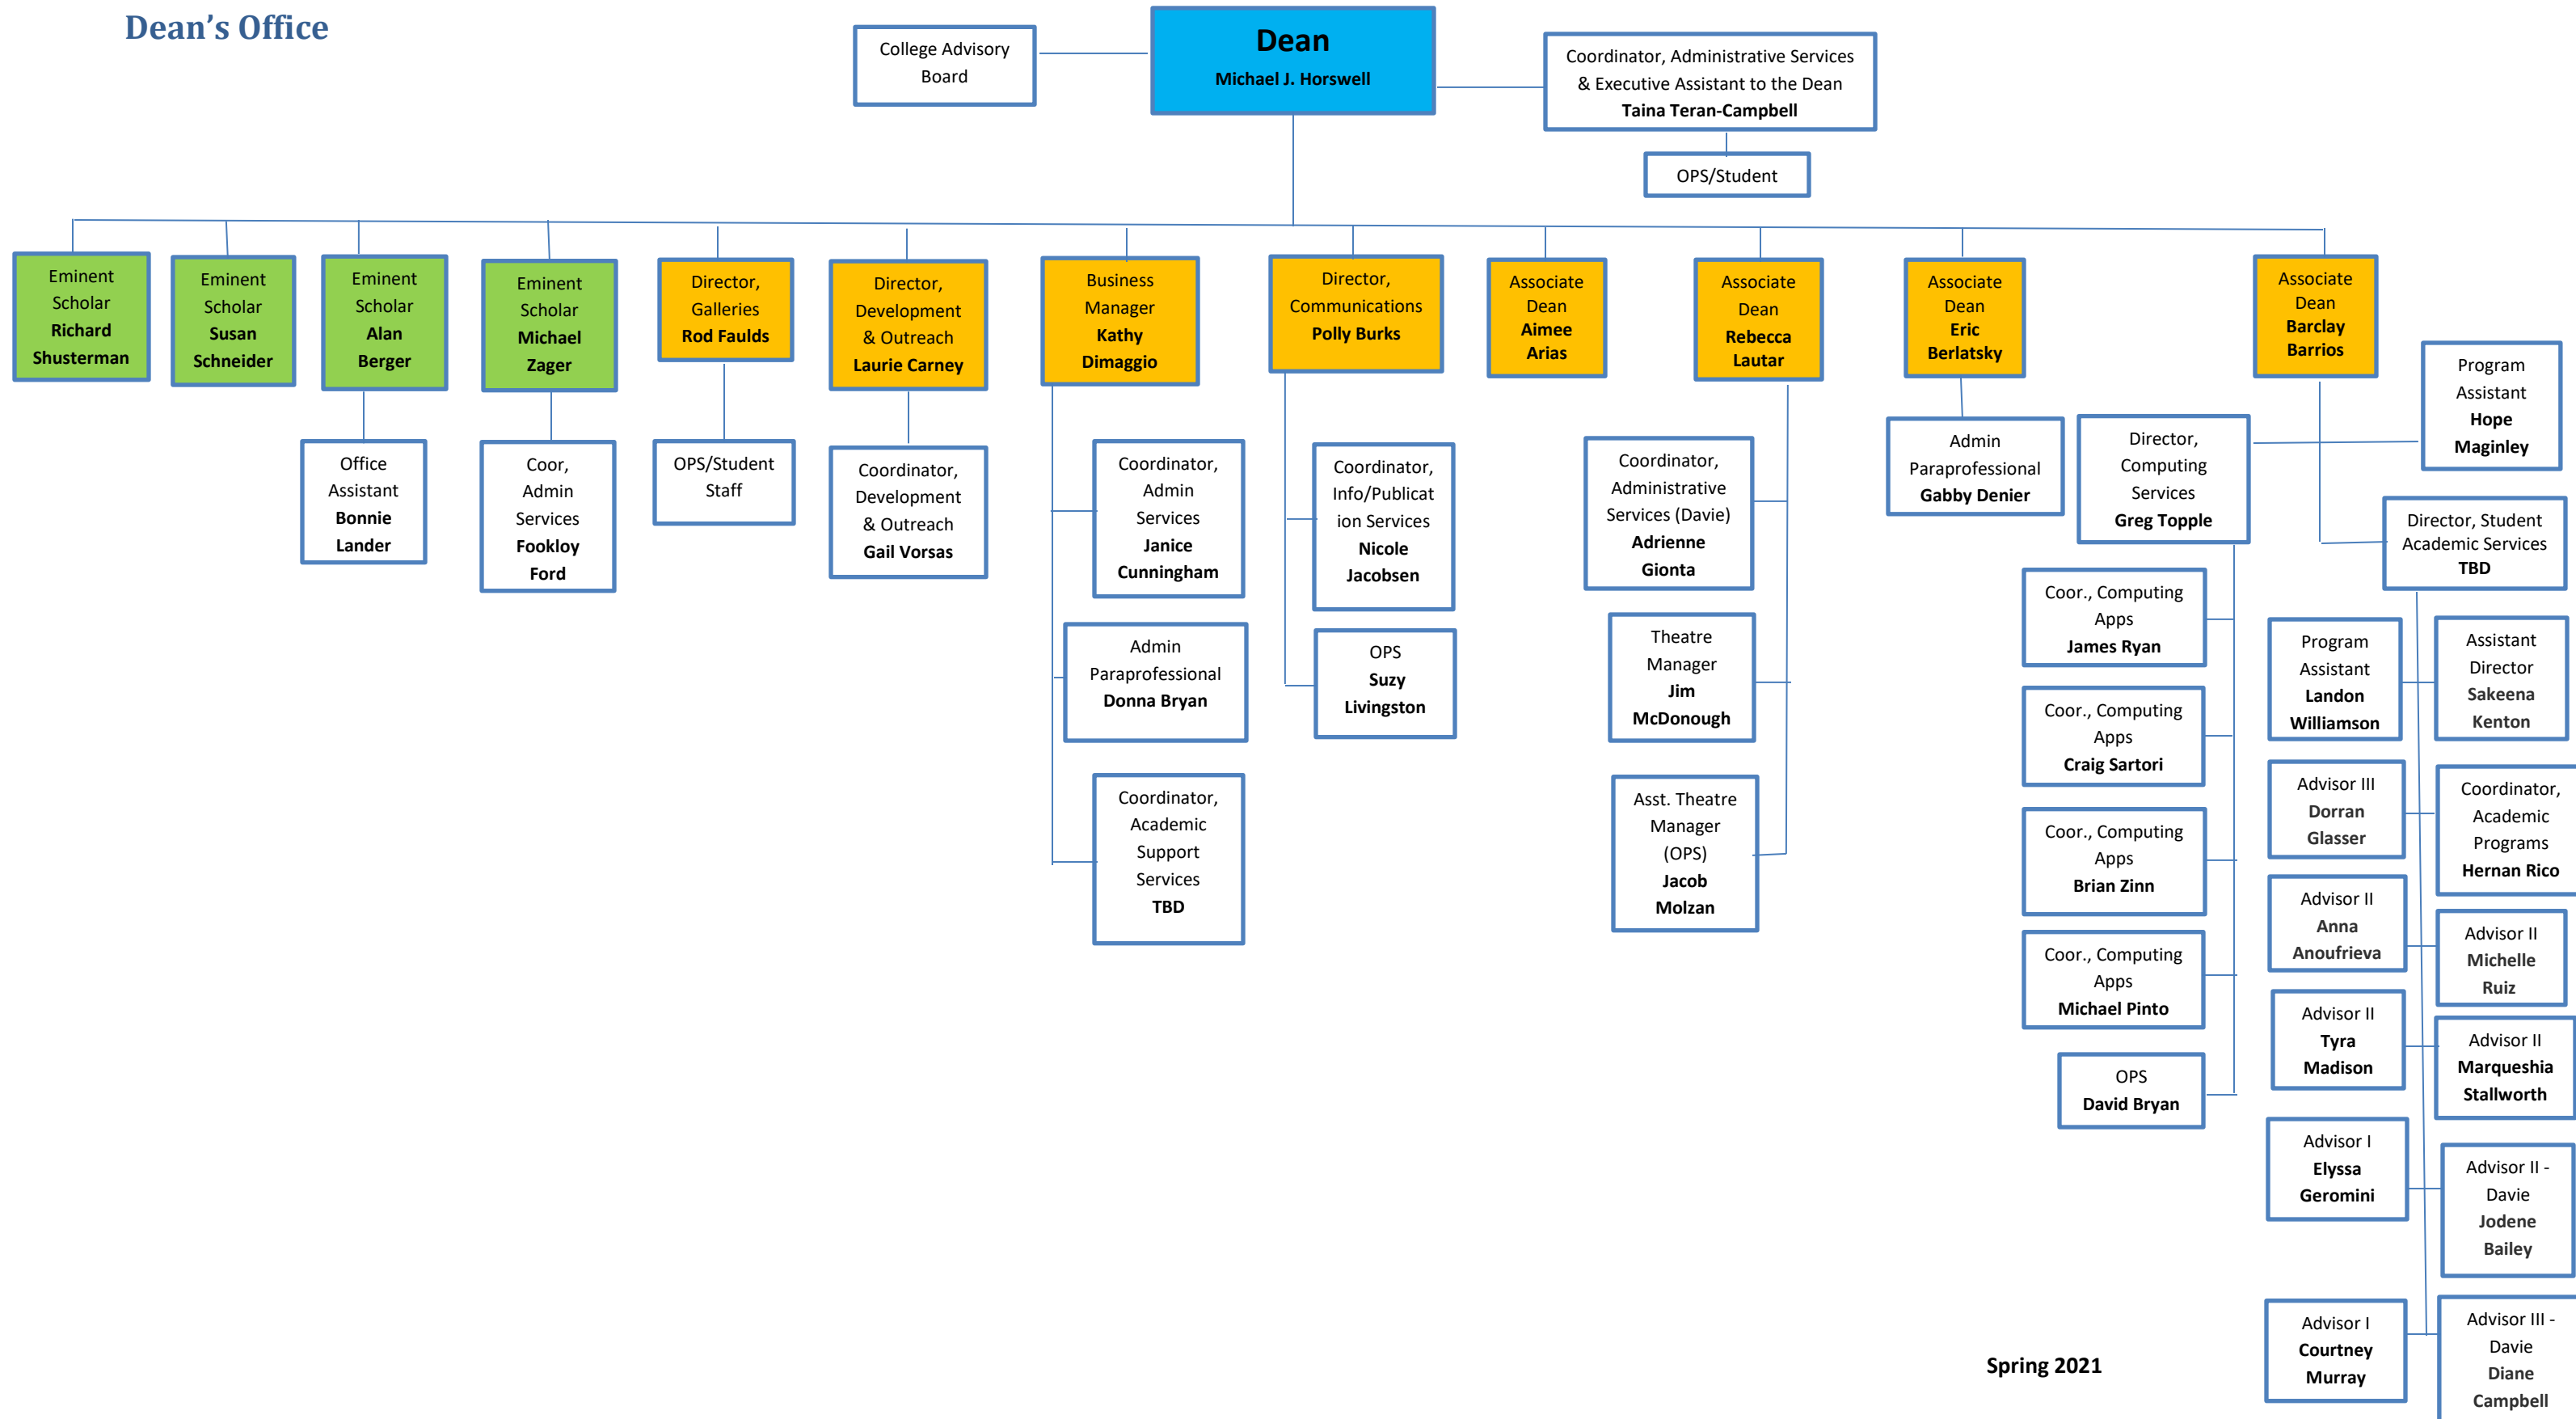 Dean's Office
College Advisory
Board
Dean
Michael J. Horswell
Coordinator, Administrative Services
& Executive Assistant to the Dean
Taina Teran-Campbell
OPS/Student
Eminent
Scholar
Richard
Shusterman
Eminent
Scholar
Susan
Schneider
Eminent
Scholar
Alan
Berger
Eminent
Scholar
Michael
Zager
Director,
Galleries
Rod Faulds
Director,
Development
& Outreach
Laurie Carney
Business
Manager
Kathy
Dimaggio
Director,
Communications
Polly Burks
Associate
Dean
Aimee
Arias
Associate
Dean
Rebecca
Lautar
Associate
Dean
Eric
Berlatsky
Associate
Dean
Barclay
Barrios
Program
Assistant
Hope
Maginley
Office
Assistant
Bonnie
Lander
Coor,
Admin
Services
Fookloy
Ford
OPS/Student
Staff
Coordinator,
Development
& Outreach
Gail Vorsas
Coordinator,
Admin
Services
Janice
Cunningham
Admin
Paraprofessional
Donna Bryan
Coordinator,
Academic
Support
Services
TBD
Coordinator,
Info/Publicat
ion Services
Nicole
Jacobsen
OPS
Suzy
Livingston
Coordinator,
Administrative
Services (Davie)
Adrienne
Gionta
Theatre
Manager
Jim
McDonough
Asst. Theatre
Manager
(OPS)
Jacob
Molzan
Admin
Paraprofessional
Gabby Denier
Director,
Computing
Services
Greg Topple
Coor., Computing
Apps
James Ryan
Coor., Computing
Apps
Craig Sartori
Coor., Computing
Apps
Brian Zinn
Coor., Computing
Apps
Michael Pinto
OPS
David Bryan
Director, Student
Academic Services
TBD
Program
Assistant
Landon
Williamson
Assistant
Director
Sakeena
Kenton
Advisor III
Dorran
Glasser
Coordinator,
Academic
Programs
Hernan Rico
Advisor II
Anna
Anoufrieva
Advisor II
Michelle
Ruiz
Advisor II
Tyra
Madison
Advisor II
Marqueshia
Stallworth
Advisor I
Elyssa
Geromini
Advisor II -
Davie
Jodene
Bailey
Advisor I
Courtney
Murray
Advisor III -
Davie
Diane
Campbell
Spring 2021